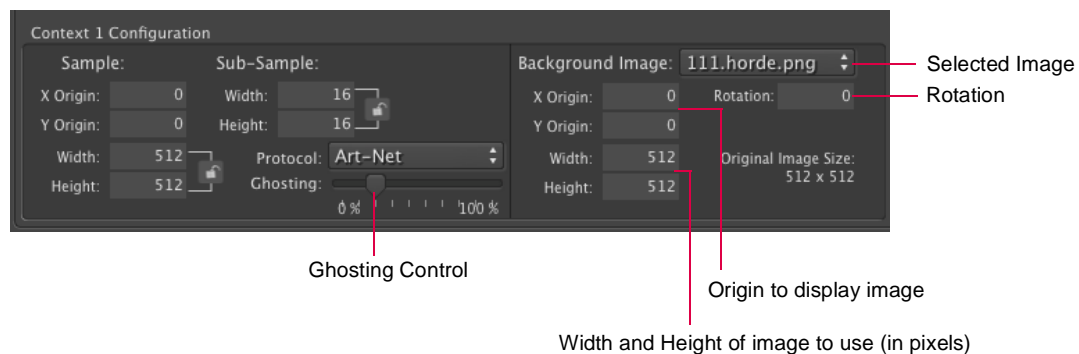 Context 1 Configuration
Sample:
Sub-Sample:
X Origin: 0
Y Origin: 0
Width: 512
Height: 512
Width: 16
Height: 16
Protocol: Art-Net
Ghosting:
0% 100%
Background Image: 111.horde.png
X Origin: 0
Y Origin: 0
Width: 512
Height: 512
Rotation: 0
Original Image Size:
512 x 512
Selected Image
Rotation
Ghosting Control
Origin to display image
Width and Height of image to use (in pixels)